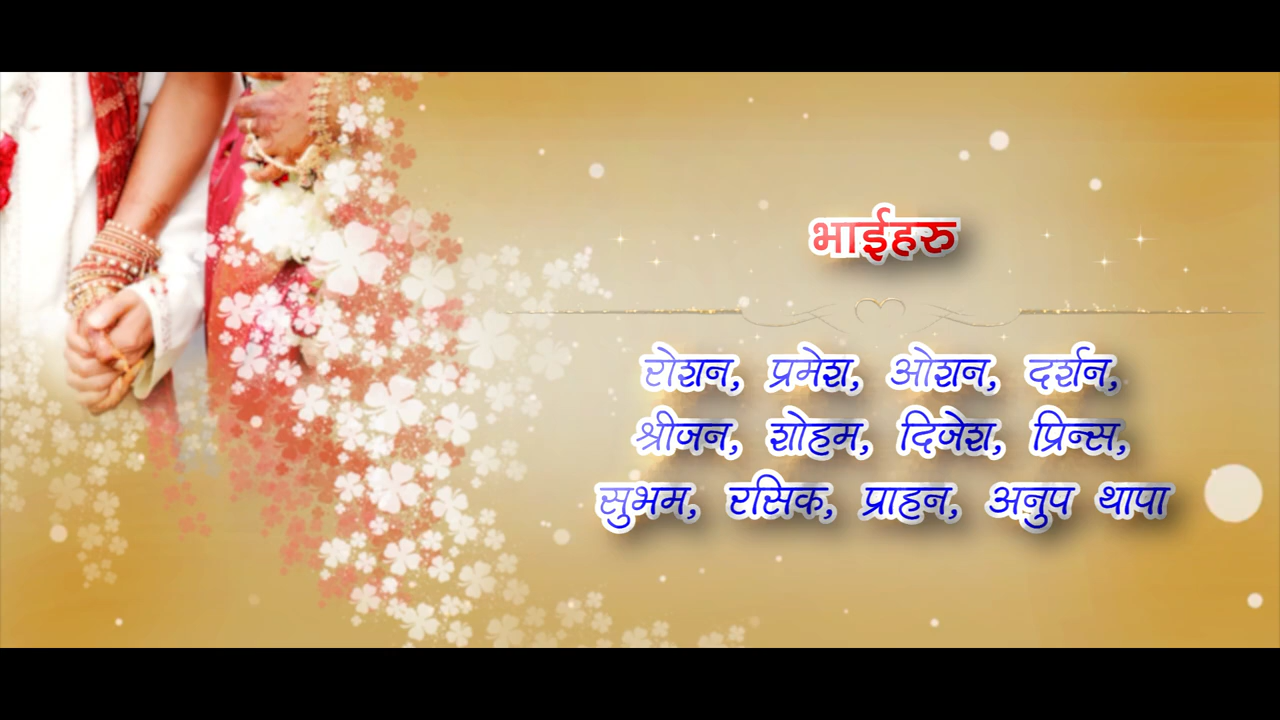 भाईहरु
रोशन, प्रमेश, ओशन, दर्शन,
श्रीजन, शोहम, दिजेश, प्रिन्स,
सुभम, रसिक, प्राहन, अनुप थापा